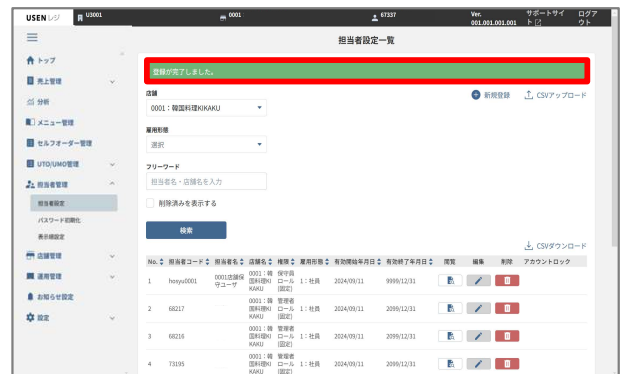 USEN レジ
U3001
0001
67337
Ver.
001.001.001.001
サポートサイ
ト
ログア
ウト
担当者設定一覧
トップ
売上管理
分析
メニュー管理
セルフオーダー管理
UTO/UMO管理
担当者管理
担当者設定
パスワード初期化
表示順設定
店舗管理
運用管理
お知らせ設定
設定
登録が完了しました。
店舗
0001：韓国料理KIKAKU
新規登録
CSVアップロード
雇用形態
選択
フリーワード
担当者名・店舗名を入力
削除済みを表示する
検索
CSVダウンロード
No. 担当者コード 担当者名 店舗名 権限 雇用形態 有効開始年月日 有効終了年月日 閲覧 編集 削除 アカウントロック
1 hosyu0001 0001店舗保守ユーザ 0001：韓国料理KIKAKU 保守員ロール(固定) 1：社員 2024/09/11 9999/12/31
2 68217 0001：韓国料理KIKAKU 管理者ロール(固定) 1：社員 2024/09/11 2099/12/31
3 68216 0001：韓国料理KIKAKU 管理者ロール(固定) 1：社員 2024/09/11 2099/12/31
4 73195 0001：韓国料理KIKAKU 管理者ロール(固定) 1：社員 2024/09/11 2099/12/31